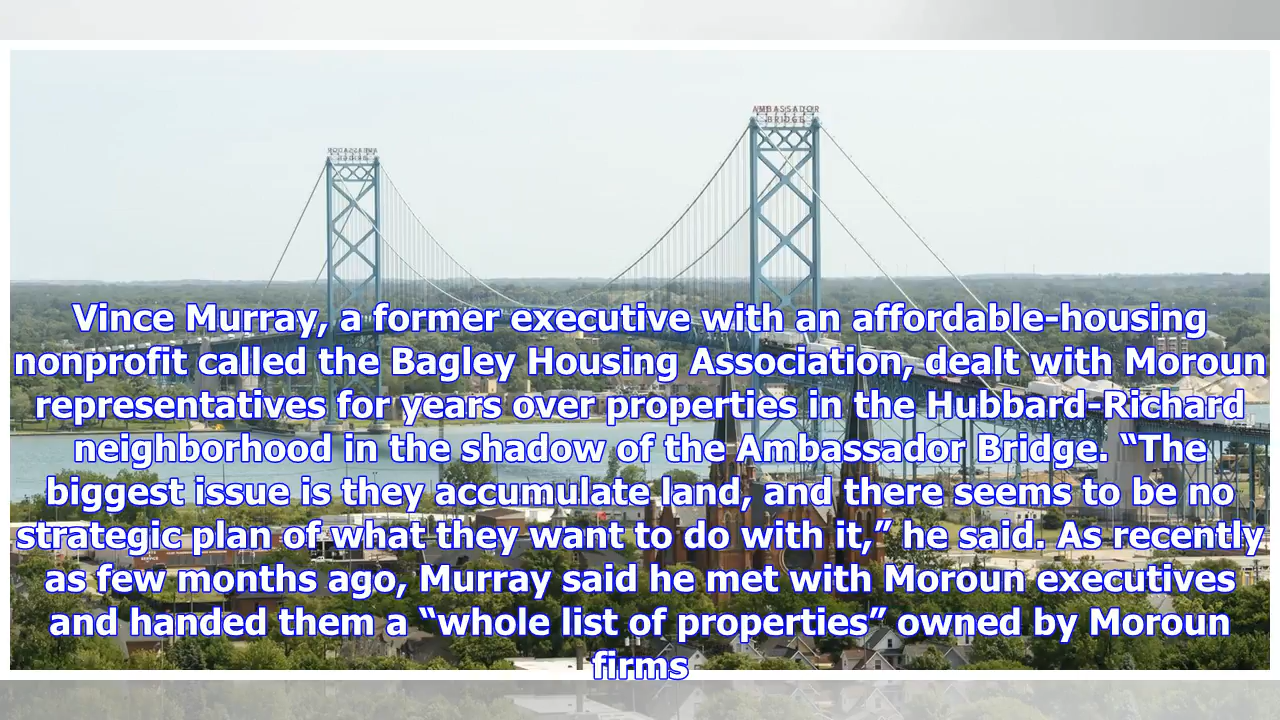 AMBASSADOR
BRIDGE
Vince Murray, a former executive with an affordable-housing
nonprofit called the Bagley Housing Association, dealt with Moroun
representatives for years over properties in the Hubbard-Richard
neighborhood in the shadow of the Ambassador Bridge. “The
biggest issue is they accumulate land, and there seems to be no
strategic plan of what they want to do with it,” he said. As recently
as few months ago, Murray said he met with Moroun executives
and handed them a “whole list of properties” owned by Moroun
firms